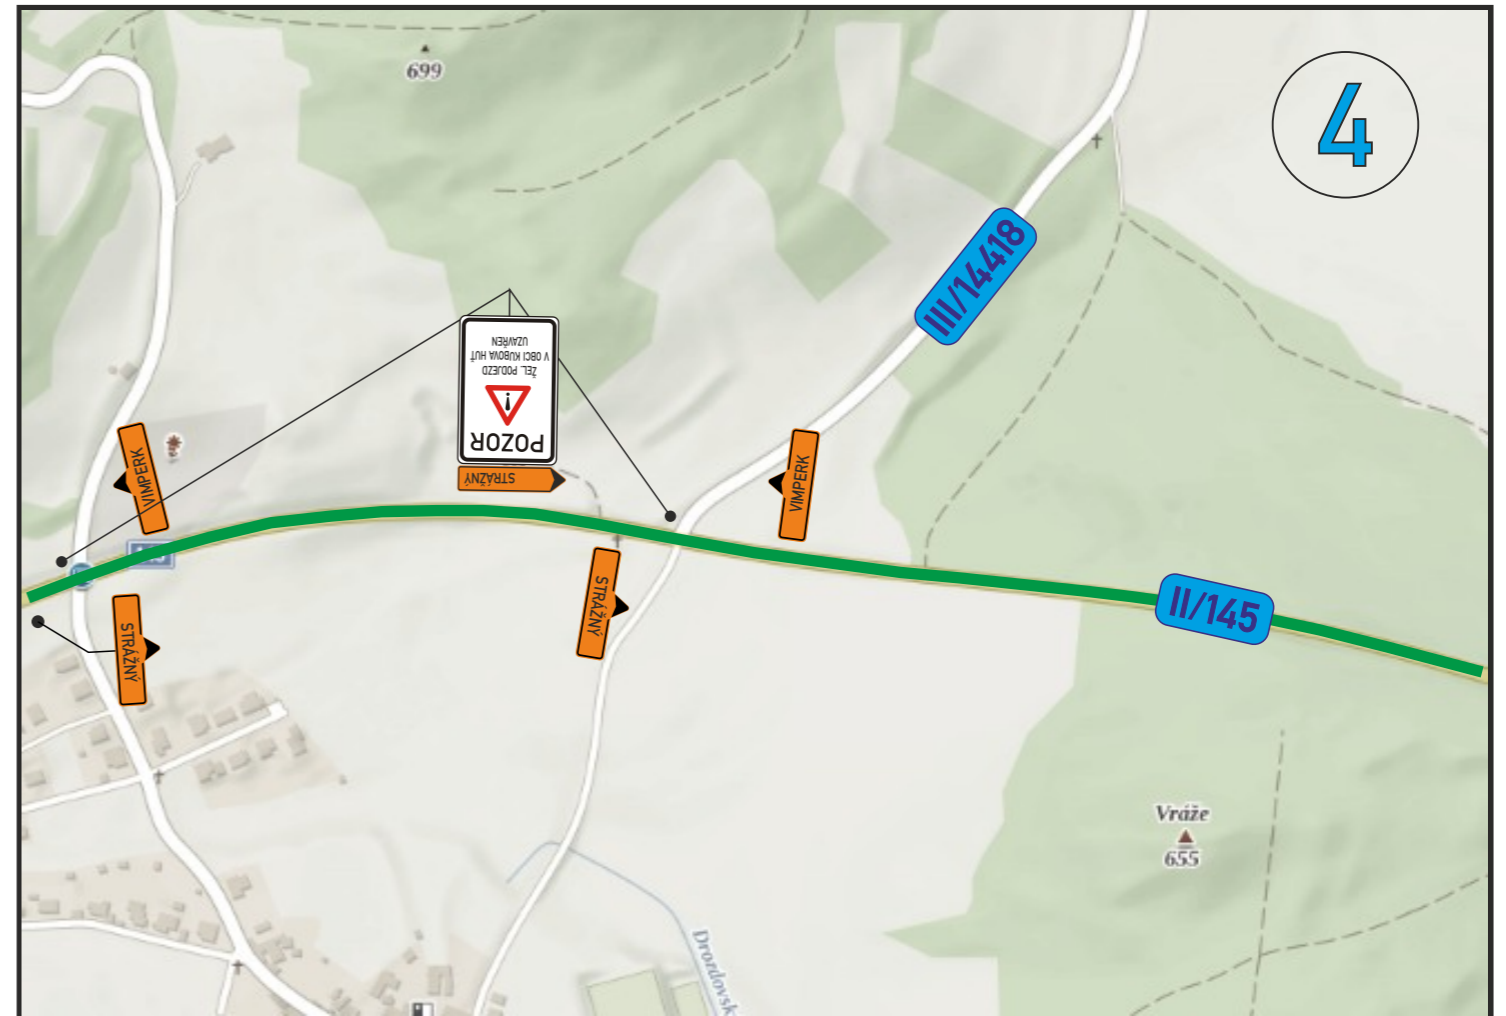 699
4
III/14418
POZOR
ŽEL. PODJEZD
V OBCI KUBOVA HUŤ
UZAVŘEN
STRÁŽNÝ
VIMPERK
VIMPERK
STRÁŽNÝ
STRÁŽNÝ
II/145
Vráže
655
Drozdovsk